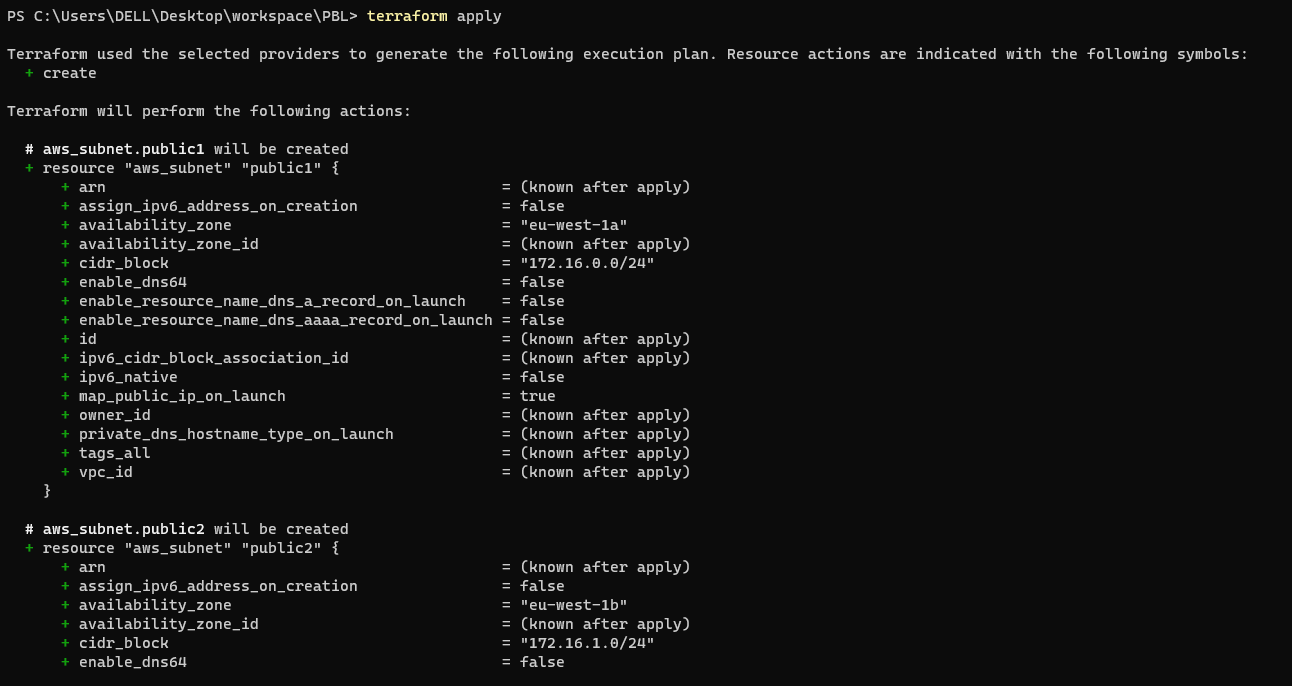 PS C:\Users\DELL\Desktop\workspace\PBL> terraform apply

Terraform used the selected providers to generate the following execution plan. Resource actions are indicated with the following symbols:
  + create

Terraform will perform the following actions:

  # aws_subnet.public1 will be created
  + resource "aws_subnet" "public1" {
      + arn                                            = (known after apply)
      + assign_ipv6_address_on_creation                = false
      + availability_zone                              = "eu-west-1a"
      + availability_zone_id                           = (known after apply)
      + cidr_block                                     = "172.16.0.0/24"
      + enable_dns64                                   = false
      + enable_resource_name_dns_a_record_on_launch    = false
      + enable_resource_name_dns_aaaa_record_on_launch = false
      + id                                             = (known after apply)
      + ipv6_cidr_block_association_id                 = (known after apply)
      + ipv6_native                                    = false
      + map_public_ip_on_launch                        = true
      + owner_id                                       = (known after apply)
      + private_dns_hostname_type_on_launch            = (known after apply)
      + tags_all                                       = (known after apply)
      + vpc_id                                         = (known after apply)
    }

  # aws_subnet.public2 will be created
  + resource "aws_subnet" "public2" {
      + arn                                            = (known after apply)
      + assign_ipv6_address_on_creation                = false
      + availability_zone                              = "eu-west-1b"
      + availability_zone_id                           = (known after apply)
      + cidr_block                                     = "172.16.1.0/24"
      + enable_dns64                                   = false